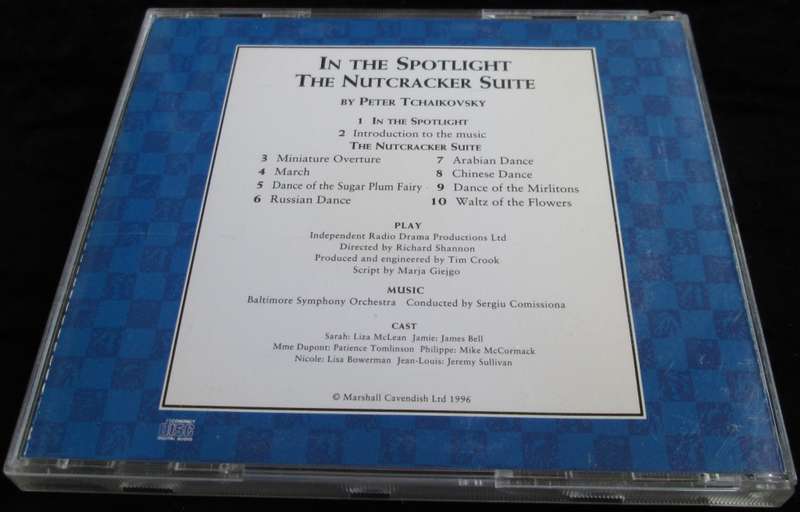 IN THE SPOTLIGHT
THE NUTCRACKER SUITE
BY PETER TCHAIKOVSKY
1 IN THE SPOTLIGHT
2 Introduction to the music
THE NUTCRACKER SUITE
3 Miniature Overture
4 March
5 Dance of the Sugar Plum Fairy
6 Russian Dance
7 Arabian Dance
8 Chinese Dance
9 Dance of the Mirlitons
10 Waltz of the Flowers
PLAY
Independent Radio Drama Productions Ltd
Directed by Richard Shannon
Produced and engineered by Tim Crook
Script by Marja Giejgo
MUSIC
Baltimore Symphony Orchestra Conducted by Sergiu Comissiona
CAST
Sarah: Liza McLean Jamie: James Bell
Mme Dupont: Patience Tomlinson Philippe: Mike McCormack
Nicole: Lisa Bowerman Jean-Louis: Jeremy Sullivan
© Marshall Cavendish Ltd 1996
COMPACT
disc
DIGITAL AUDIO